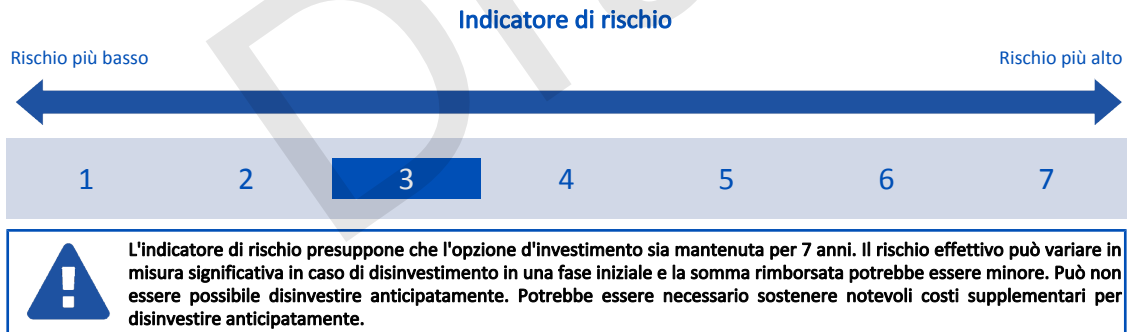 Indicatore di rischio
Rischio più basso
Rischio più alto
1 2 3 4 5 6 7
L'indicatore di rischio presuppone che l'opzione d'investimento sia mantenuta per 7 anni. Il rischio effettivo può variare in
misura significativa in caso di disinvestimento in una fase iniziale e la somma rimborsata potrebbe essere minore. Può non
essere possibile disinvestire anticipatamente. Potrebbe essere necessario sostenere notevoli costi supplementari per
disinvestire anticipatamente.